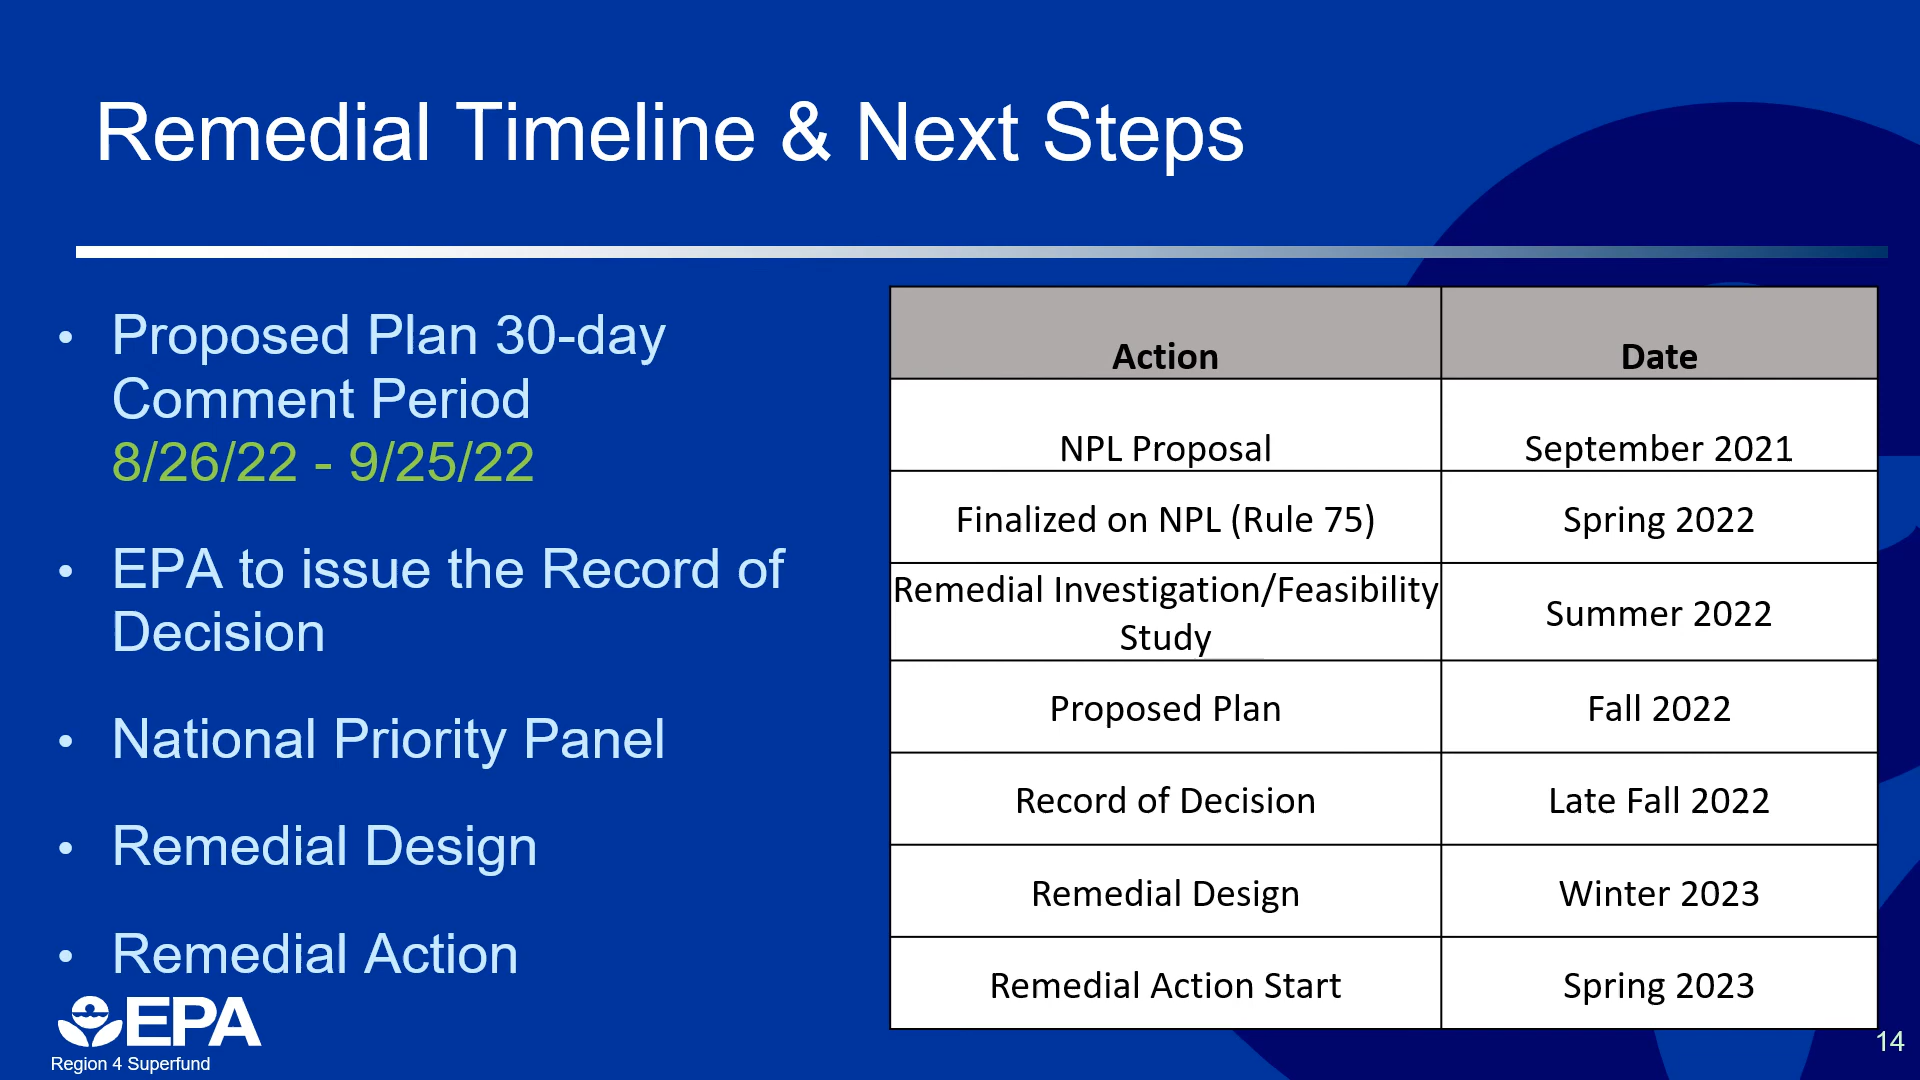 Remedial Timeline & Next Steps
• Proposed Plan 30-day
Comment Period
8/26/22 - 9/25/22
• EPA to issue the Record of
Decision
• National Priority Panel
• Remedial Design
• Remedial Action
Action Date
NPL Proposal September 2021
Finalized on NPL (Rule 75) Spring 2022
Remedial Investigation/Feasibility
Study Summer 2022
Proposed Plan Fall 2022
Record of Decision Late Fall 2022
Remedial Design Winter 2023
Remedial Action Start Spring 2023
EPA
Region 4 Superfund
14